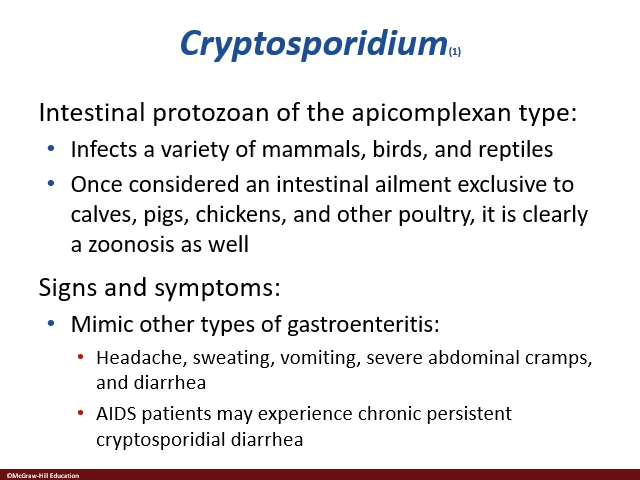 Cryptosporidium(1)
Intestinal protozoan of the apicomplexan type:
• Infects a variety of mammals, birds, and reptiles
• Once considered an intestinal ailment exclusive to
calves, pigs, chickens, and other poultry, it is clearly
a zoonosis as well
Signs and symptoms:
• Mimic other types of gastroenteritis:
• Headache, sweating, vomiting, severe abdominal cramps,
and diarrhea
• AIDS patients may experience chronic persistent
cryptosporidial diarrhea
©McGraw-Hill Education